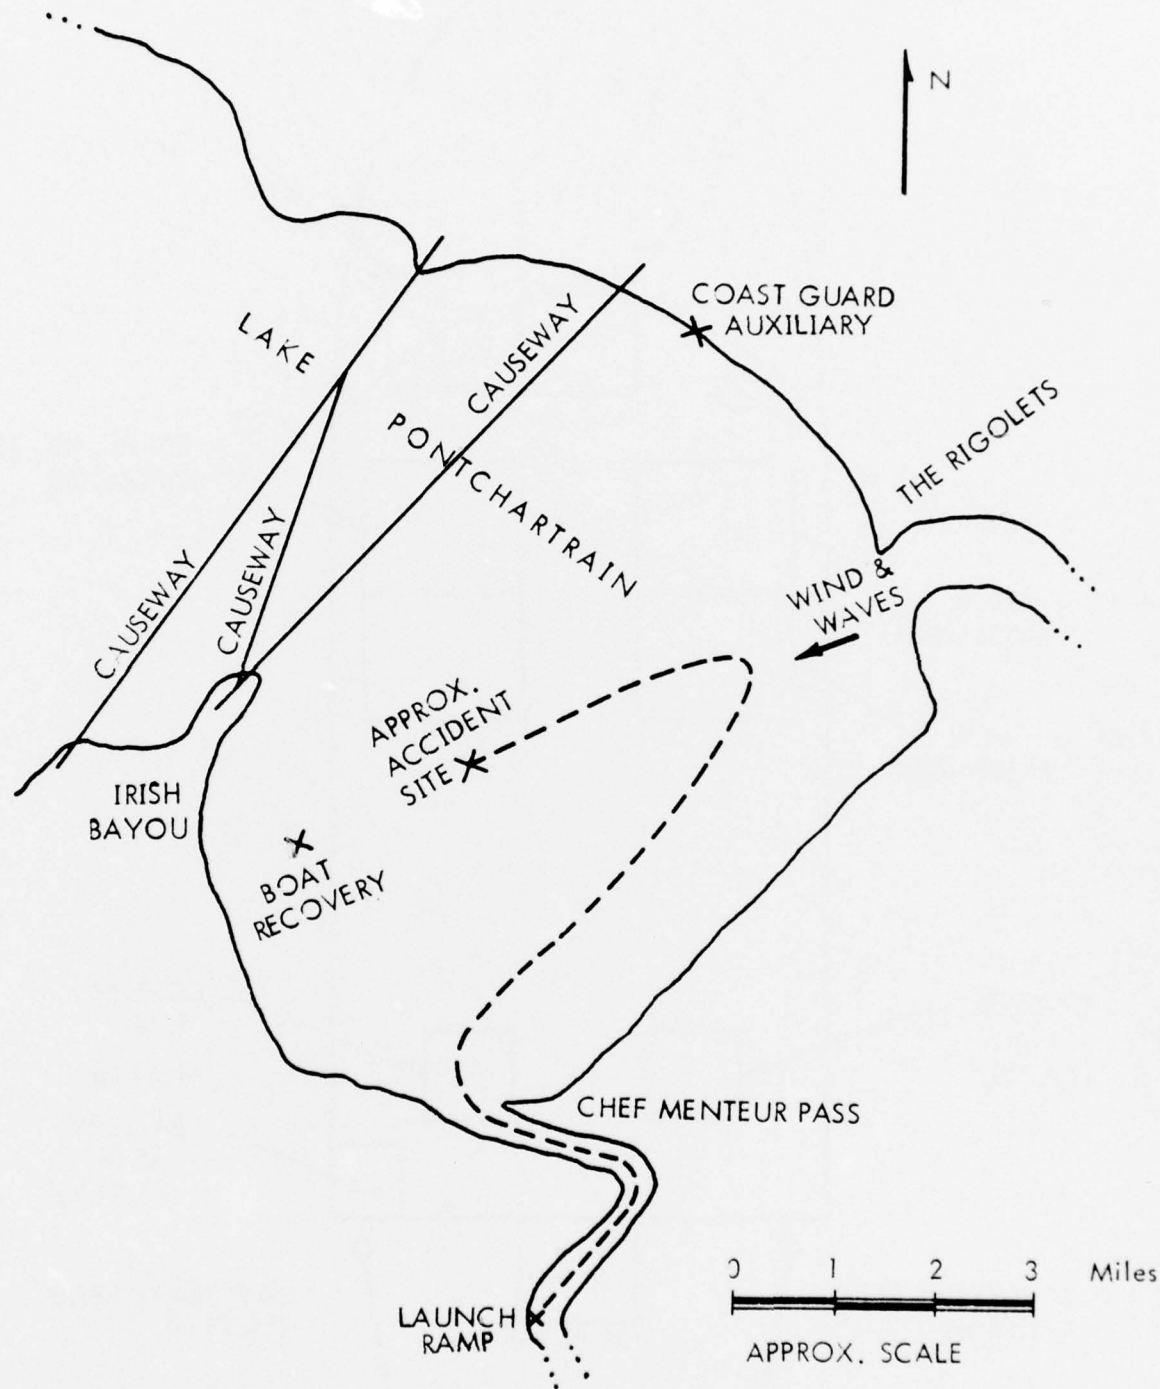 N
COAST GUARD
AUXILIARY
LAKE
CAUSEWAY
PONTCHARTRAIN
THE RIGOLETS
CAUSEWAY
CAUSEWAY
WIND &
WAVES
APPROX.
ACCIDENT
SITE
IRISH
BAYOU
BOAT
RECOVERY
CHEF MENTEUR PASS
0 1 2 3 Miles
LAUNCH
RAMP
APPROX. SCALE